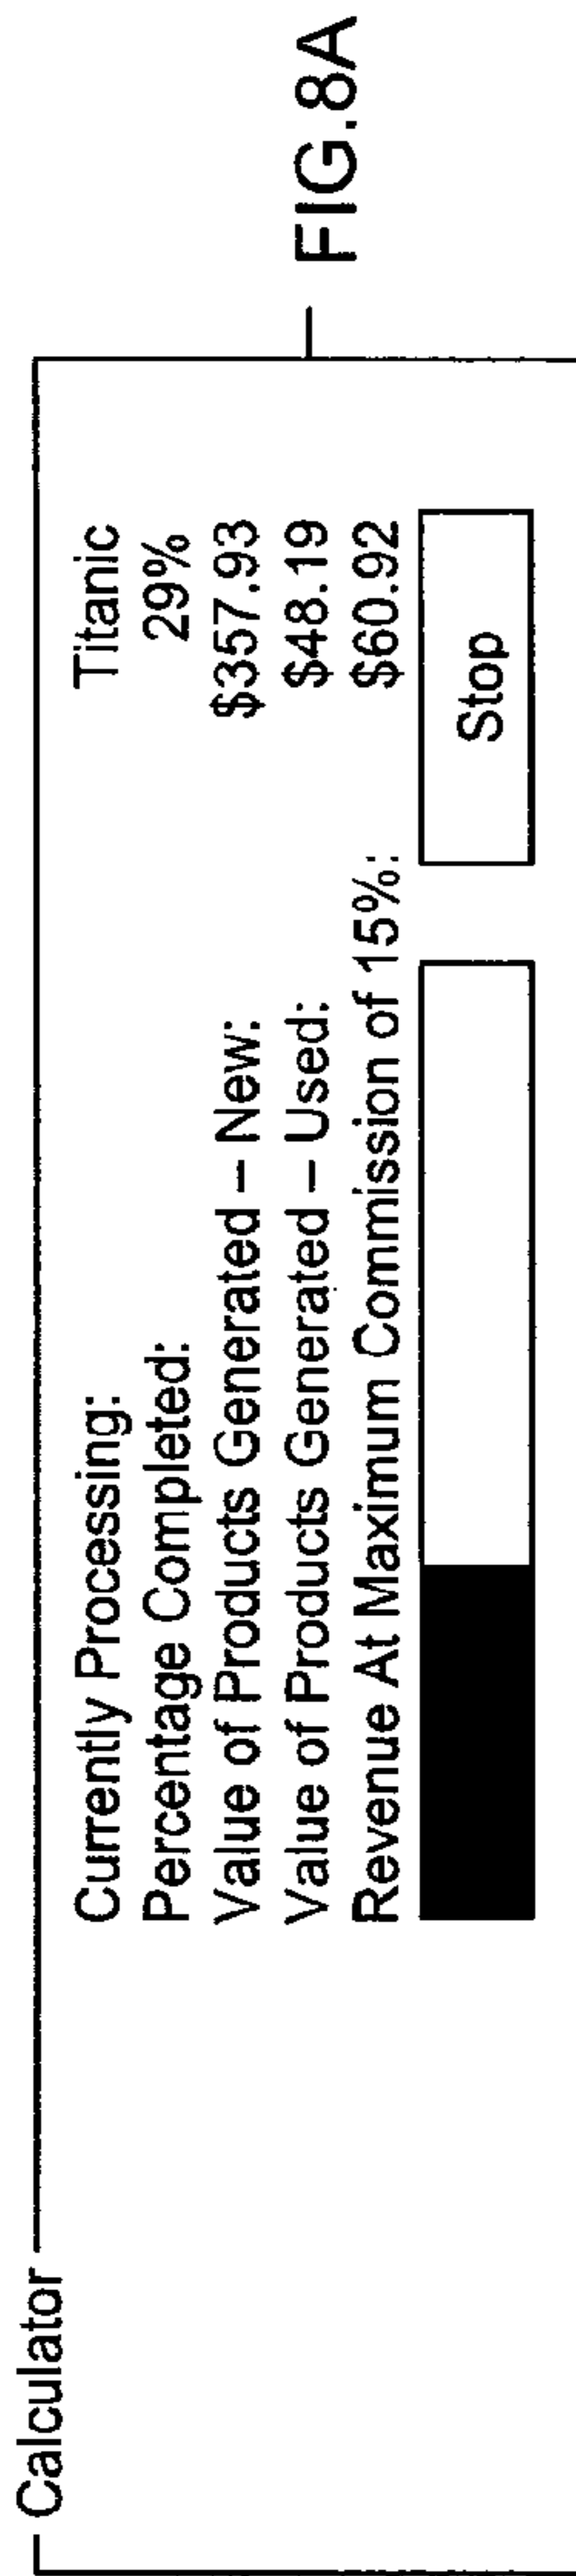 Calculator
Currently Processing: Titanic
Percentage Completed: 29%
Value of Products Generated – New: $357.93
Value of Products Generated – Used: $48.19
Revenue At Maximum Commission of 15%: $60.92
Stop
FIG.8A